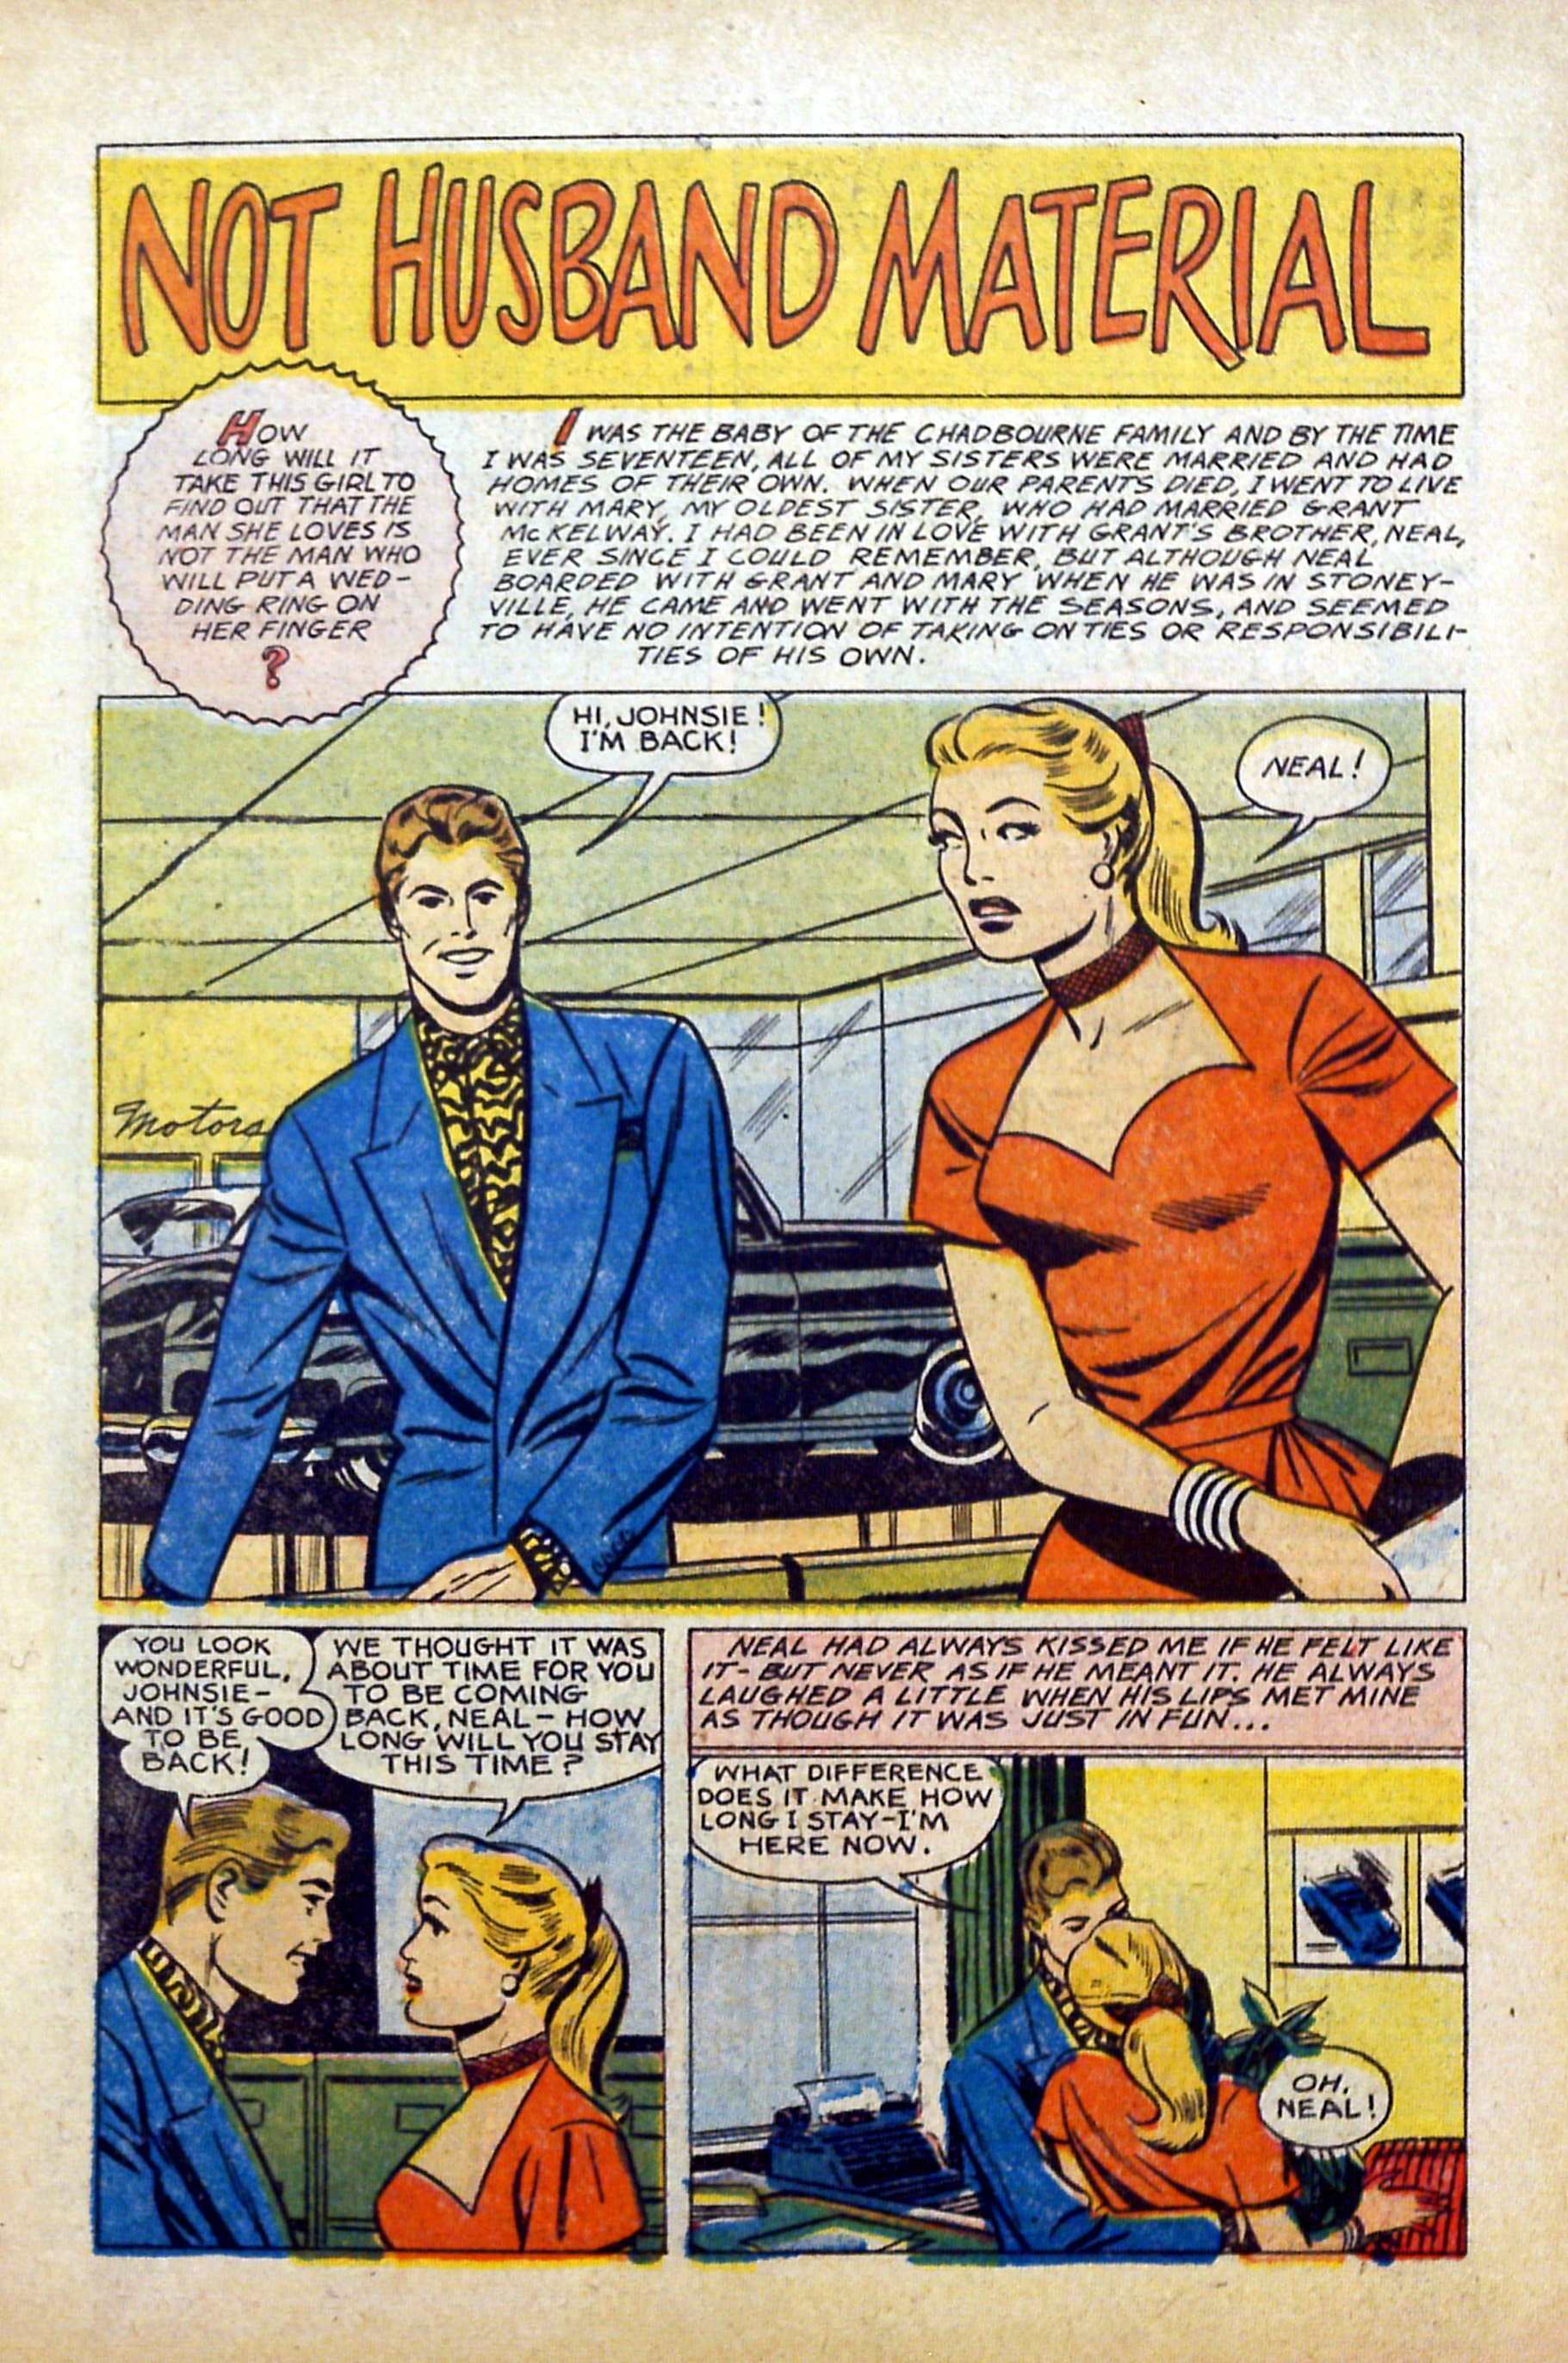 NOT HUSBAND MATERIAL
HOW
LONG WILL IT
TAKE THIS GIRL TO
FIND OUT THAT THE
MAN SHE LOVES IS
NOT THE MAN WHO
WILL PUT A WED-
DING RING ON
HER FINGER
?
I WAS THE BABY OF THE CHADBOURNE FAMILY AND BY THE TIME
I WAS SEVENTEEN, ALL OF MY SISTERS WERE MARRIED AND HAD
HOMES OF THEIR OWN. WHEN OUR PARENTS DIED, I WENT TO LIVE
WITH MARY, MY OLDEST SISTER, WHO HAD MARRIED GRANT
McKELWAY. I HAD BEEN IN LOVE WITH GRANT'S BROTHER, NEAL,
EVER SINCE I COULD REMEMBER, BUT ALTHOUGH NEAL
BOARDED WITH GRANT AND MARY WHEN HE WAS IN STONEY-
VILLE, HE CAME AND WENT WITH THE SEASONS, AND SEEMED
TO HAVE NO INTENTION OF TAKING ON TIES OR RESPONSIBILI-
TIES OF HIS OWN.
HI, JOHNSIE!
I'M BACK!
NEAL!
Motors
YOU LOOK
WONDERFUL,
JOHNSIE-
AND IT'S GOOD
TO BE
BACK!
WE THOUGHT IT WAS
ABOUT TIME FOR YOU
TO BE COMING
BACK, NEAL- HOW
LONG WILL YOU STAY
THIS TIME?
NEAL HAD ALWAYS KISSED ME IF HE FELT LIKE
IT- BUT NEVER AS IF HE MEANT IT. HE ALWAYS
LAUGHED A LITTLE WHEN HIS LIPS MET MINE
AS THOUGH IT WAS JUST IN FUN...
WHAT DIFFERENCE
DOES IT MAKE HOW
LONG I STAY-I'M
HERE NOW.
OH,
NEAL!